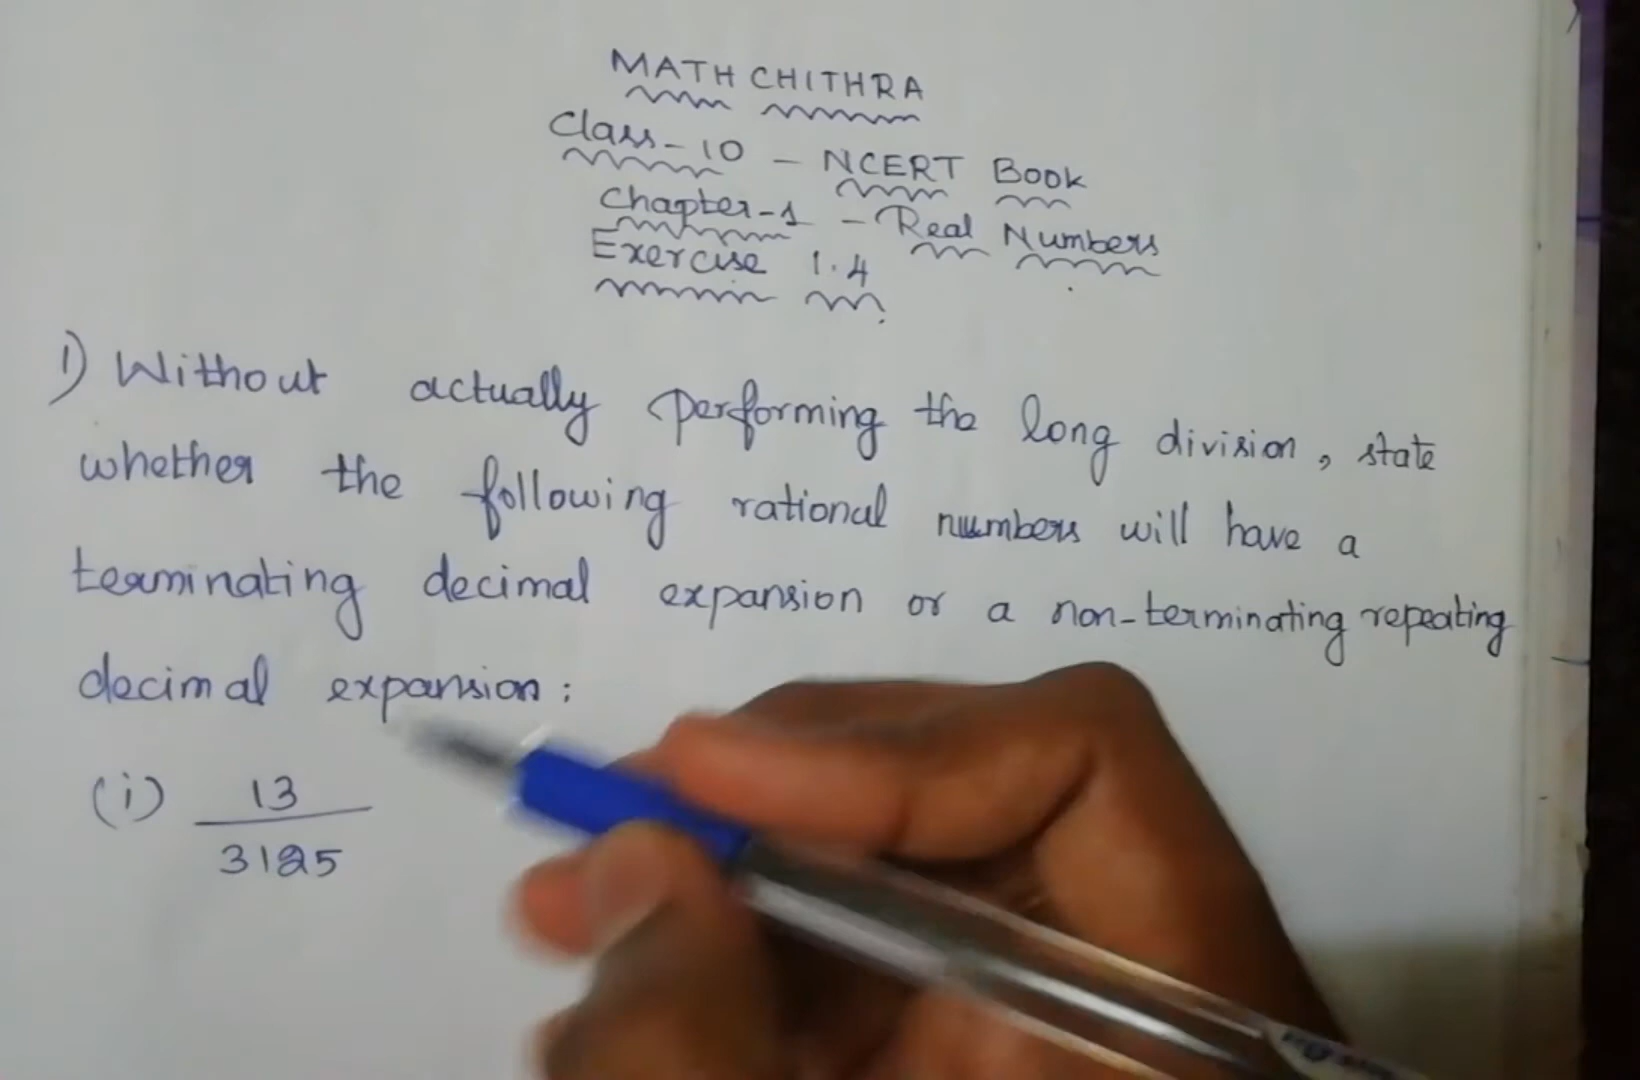 MATH CHITHRA
Class-10 - NCERT Book
Chapter-1 - Real Numbers
Exercise 1.4
1) Without actually performing the long division, state
whether the following rational numbers will have a
terminating decimal expansion or a non-terminating repeating
decimal expansion:
(i) 13
3125